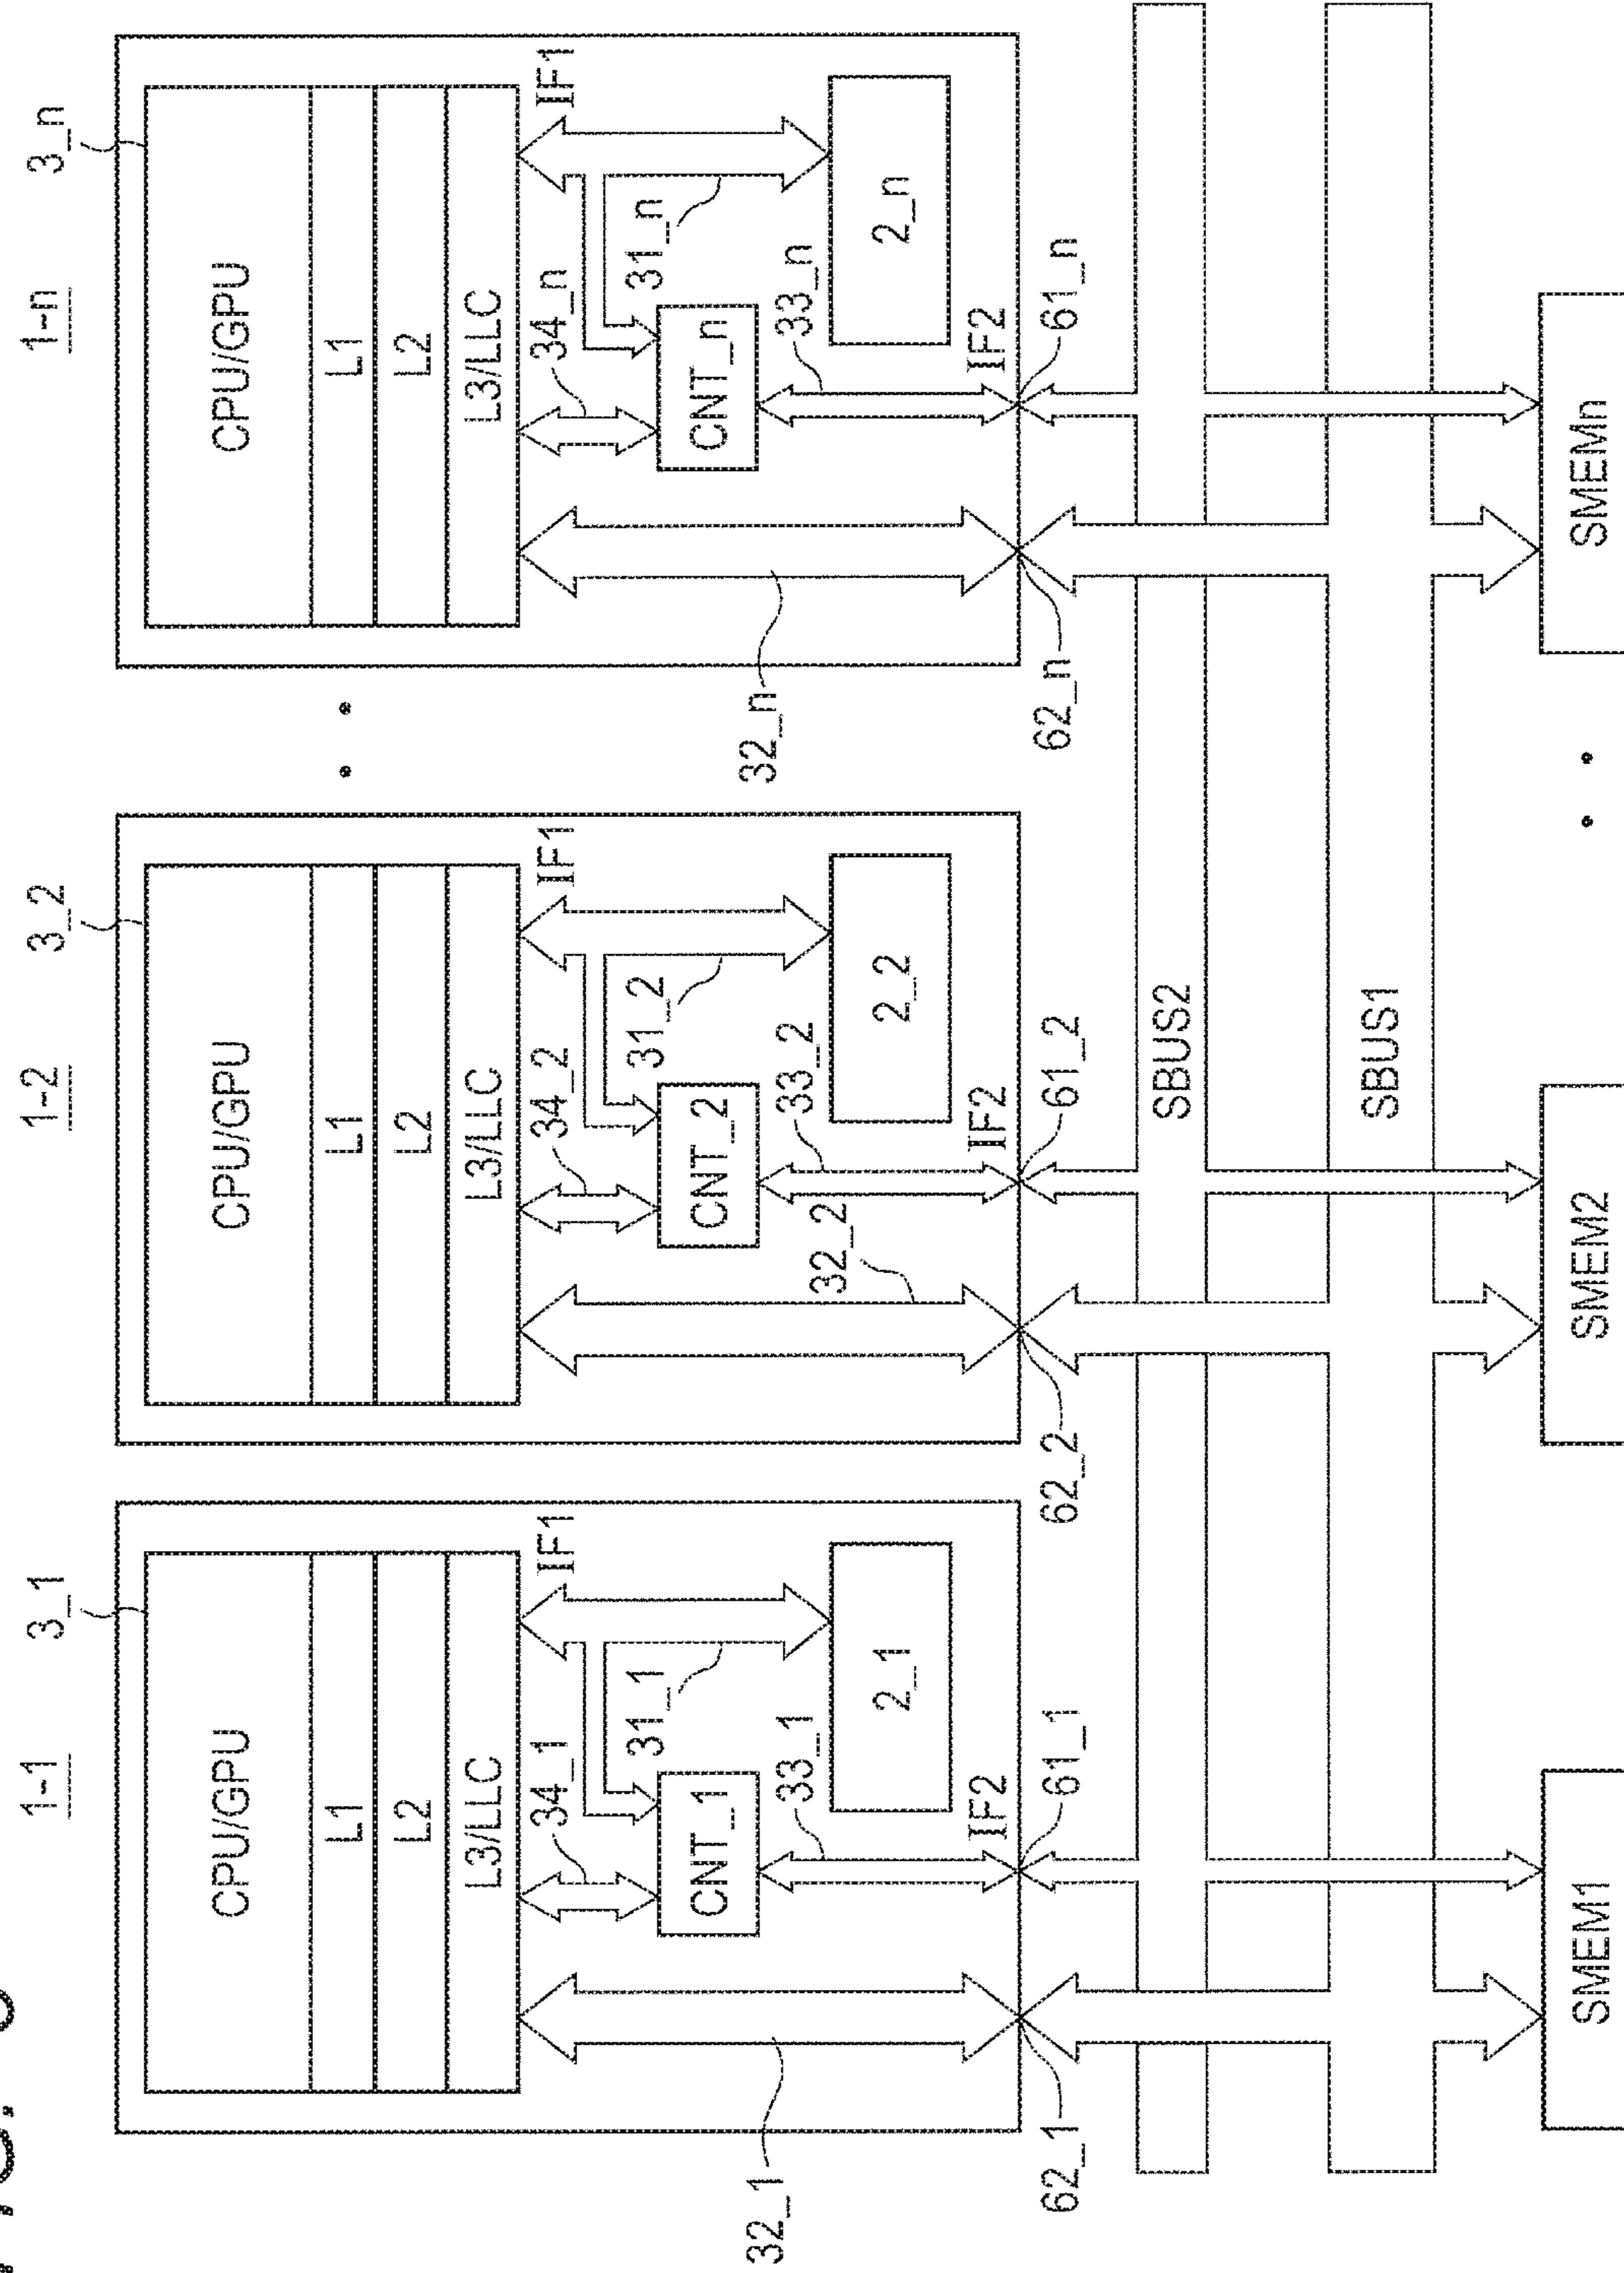 1-1
3_1
CPU/GPU
L1
L2
L3/LLC
IF1
34_1
31_1
CNT_1
32_1
33_1
2_1
IF2
62_1
61_1
1-2
3_2
CPU/GPU
L1
L2
L3/LLC
IF1
34_2
31_2
CNT_2
32_2
33_2
2_2
IF2
62_2
61_2
1-n
3_n
CPU/GPU
L1
L2
L3/LLC
IF1
34_n
31_n
CNT_n
32_n
33_n
2_n
IF2
62_n
61_n
SBUS2
SBUS1
SMEM1
SMEM2
SMEMn